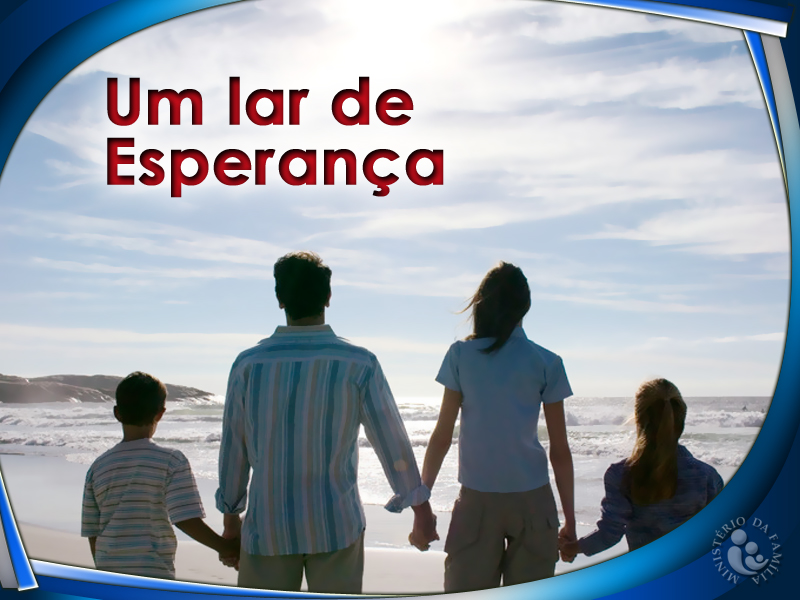 Um lar de
Esperança
MINISTÉRIO DA FAMÍLIA